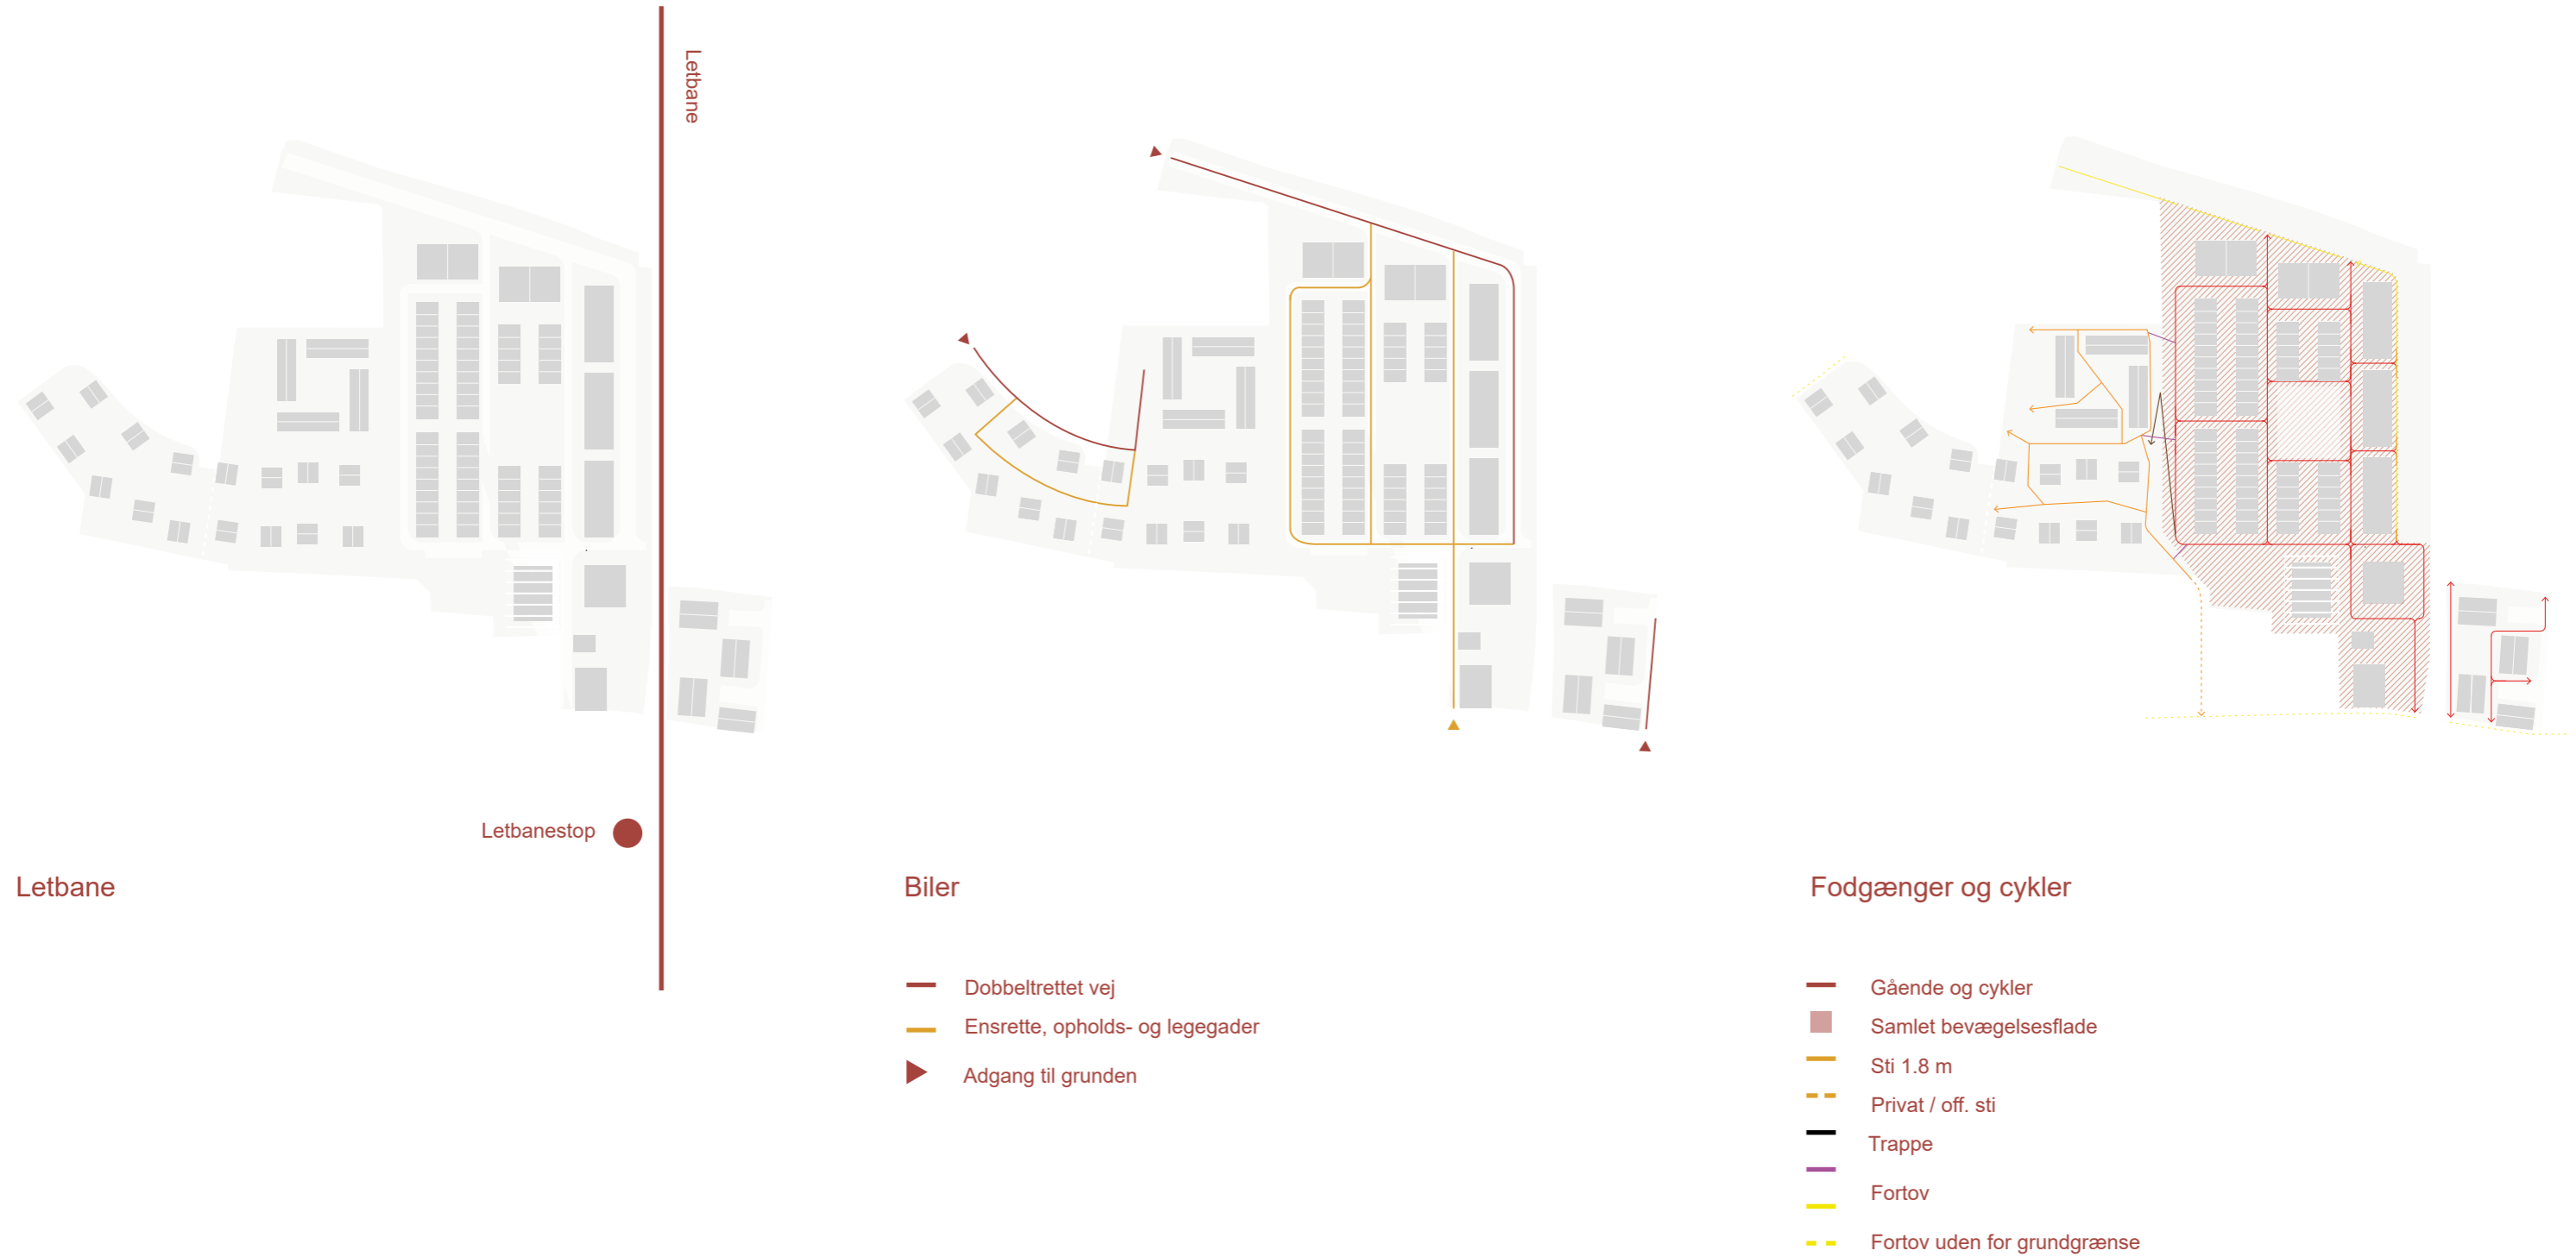 Letbane
Letbanestop
Letbane
Biler
Dobbeltrettet vej
Ensrette, opholds- og legegader
Adgang til grunden
Fodgænger og cykler
Gående og cykler
Samlet bevægelsesflade
Sti 1.8 m
Privat / off. sti
Trappe
Fortov
Fortov uden for grundgrænse